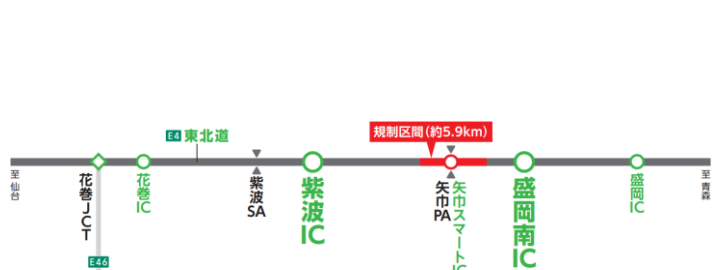 規制区間(約5.9km)
E4 東北道
至 仙台
花巻JCT
花巻IC
紫波SA
紫波IC
矢巾PA
矢巾スマートIC
盛岡南IC
盛岡IC
至 青森
E46